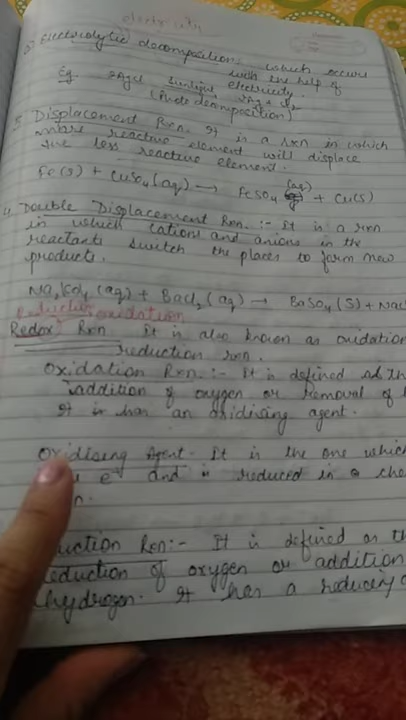 electricity
Electrolytic decomposition which occurs
with the help of
electricity.
Eg. 2Agcl Sunlight 2Ag + Cl2
(Photo decomposition)
3. Displacement Rxn. It is a rxn in which
more reactive element will displace
the less reactive element.
Fe(s) + CuSO4(aq) → FeSO4 (aq) + Cu(s)
4. Double Displacement Rxn. :- It is a rxn
in which cations and anions in the
reactants switch the places to form new
products.
Na2SO4 (aq) + Bacl2 (aq) → BaSO4 (s) + Nacl
Reduction oxidation
Redox Rxn It is also known as oxidation
reduction rxn.
Oxidation Rxn. :- It is defined as the
addition of oxygen or removal of
It is has an oxidising agent.
Oxidising Agent - It is the one which
e- and is reduced in a che
n.
uction Rxn:- It is defined as th
reduction of oxygen or addition
hydrogen. It has a reducing